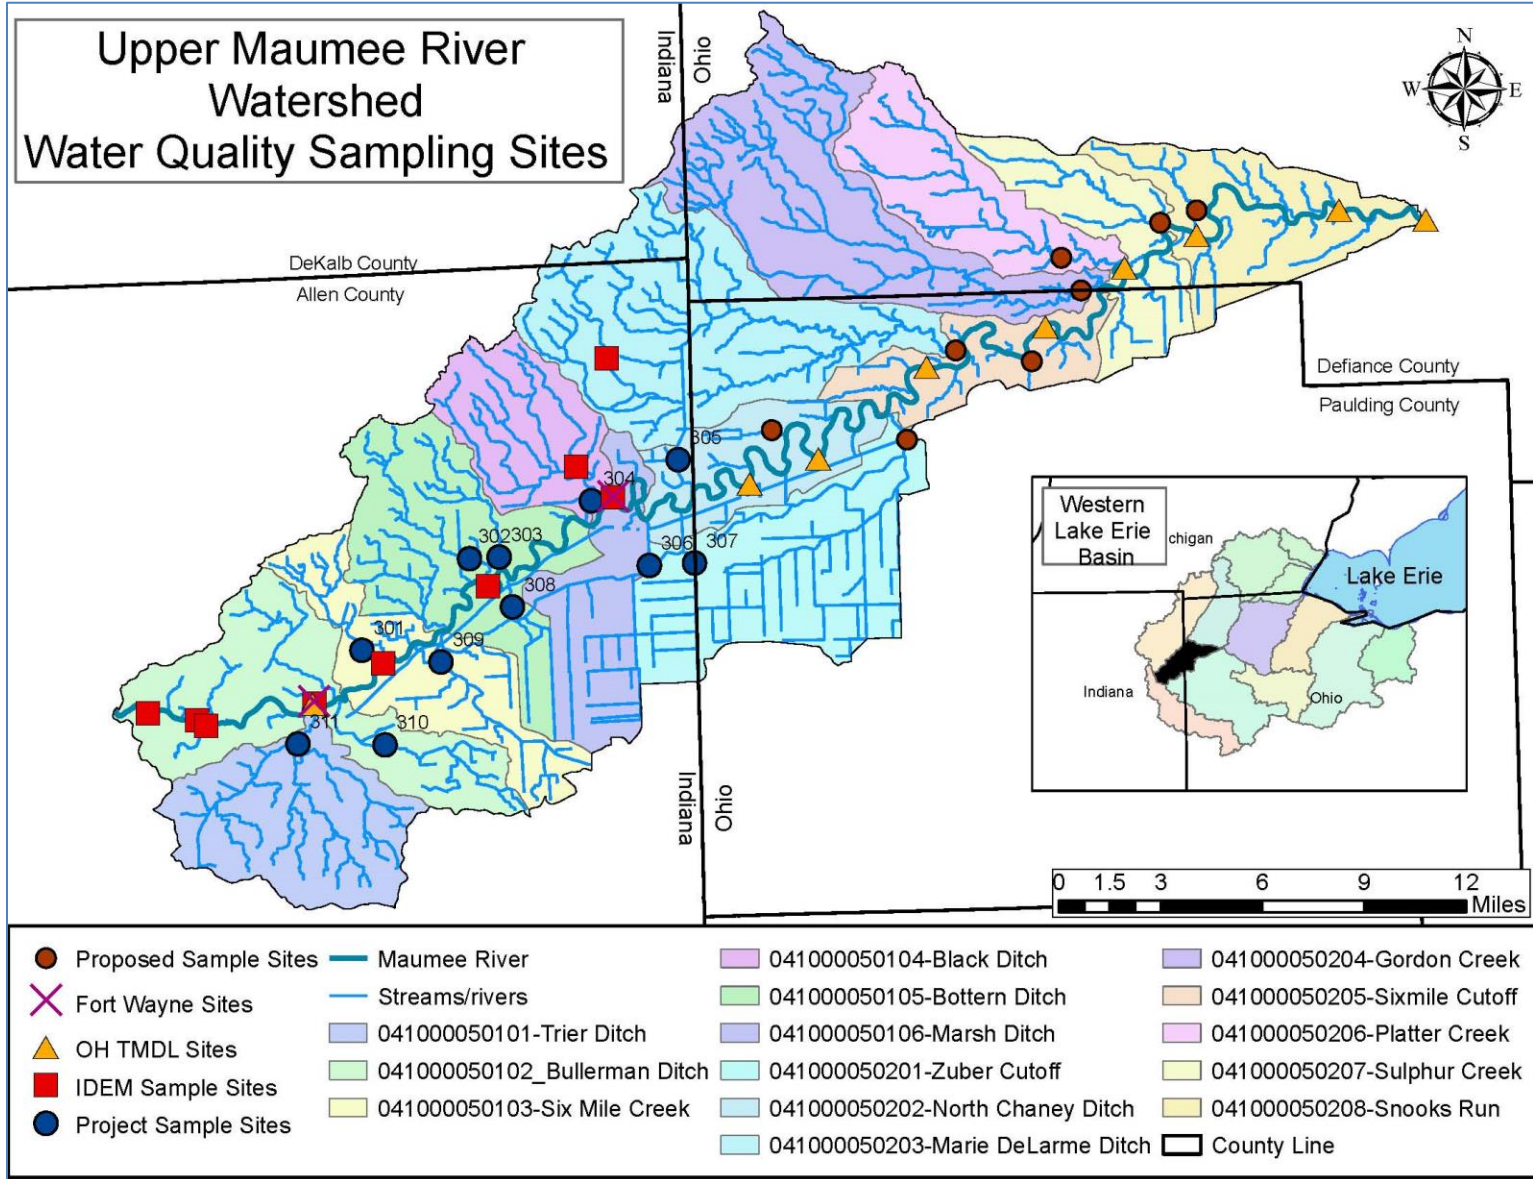 Upper Maumee River
Watershed
Water Quality Sampling Sites
Indiana
Ohio
N
W
E
S
DeKalb County
Allen County
Defiance County
Paulding County
305
304
302
303
306
307
308
301
309
311
310
Indiana
Ohio
Western
Lake Erie
Basin
chigan
Lake Erie
Indiana
Ohio
0 1.5 3 6 9 12
Miles
Proposed Sample Sites
Fort Wayne Sites
OH TMDL Sites
IDEM Sample Sites
Project Sample Sites
Maumee River
Streams/rivers
041000050101-Trier Ditch
041000050102_Bullerman Ditch
041000050103-Six Mile Creek
041000050104-Black Ditch
041000050105-Bottern Ditch
041000050106-Marsh Ditch
041000050201-Zuber Cutoff
041000050202-North Chaney Ditch
041000050203-Marie DeLarme Ditch
041000050204-Gordon Creek
041000050205-Sixmile Cutoff
041000050206-Platter Creek
041000050207-Sulphur Creek
041000050208-Snooks Run
County Line